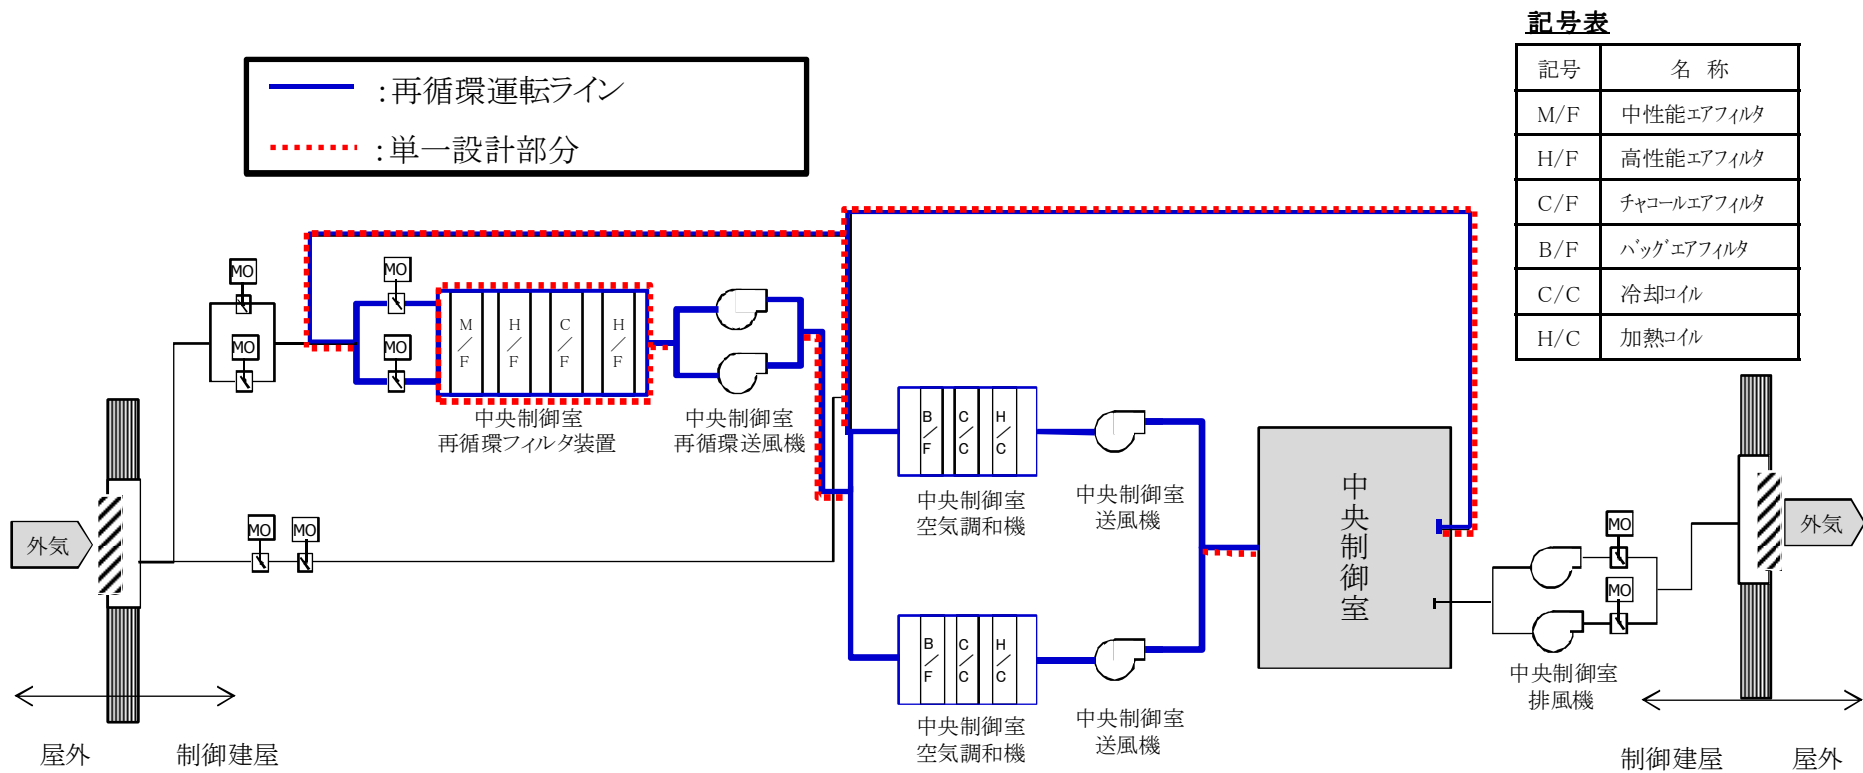 記号表
記号 名 称
M/F 中性能エアフィルタ
H/F 高性能エアフィルタ
C/F チャコールエアフィルタ
B/F バッグエアフィルタ
C/C 冷却コイル
H/C 加熱コイル
:再循環運転ライン
:単一設計部分
MO
MO
MO
MO
M/F
H/F
C/F
H/F
中央制御室
再循環フィルタ装置
中央制御室
再循環送風機
B/F
C/C
H/C
中央制御室
空気調和機
中央制御室
送風機
中央制御室
外気
MO
MO
MO
MO
外気
B/F
C/C
H/C
中央制御室
空気調和機
中央制御室
送風機
中央制御室
排風機
屋外
制御建屋
制御建屋
屋外